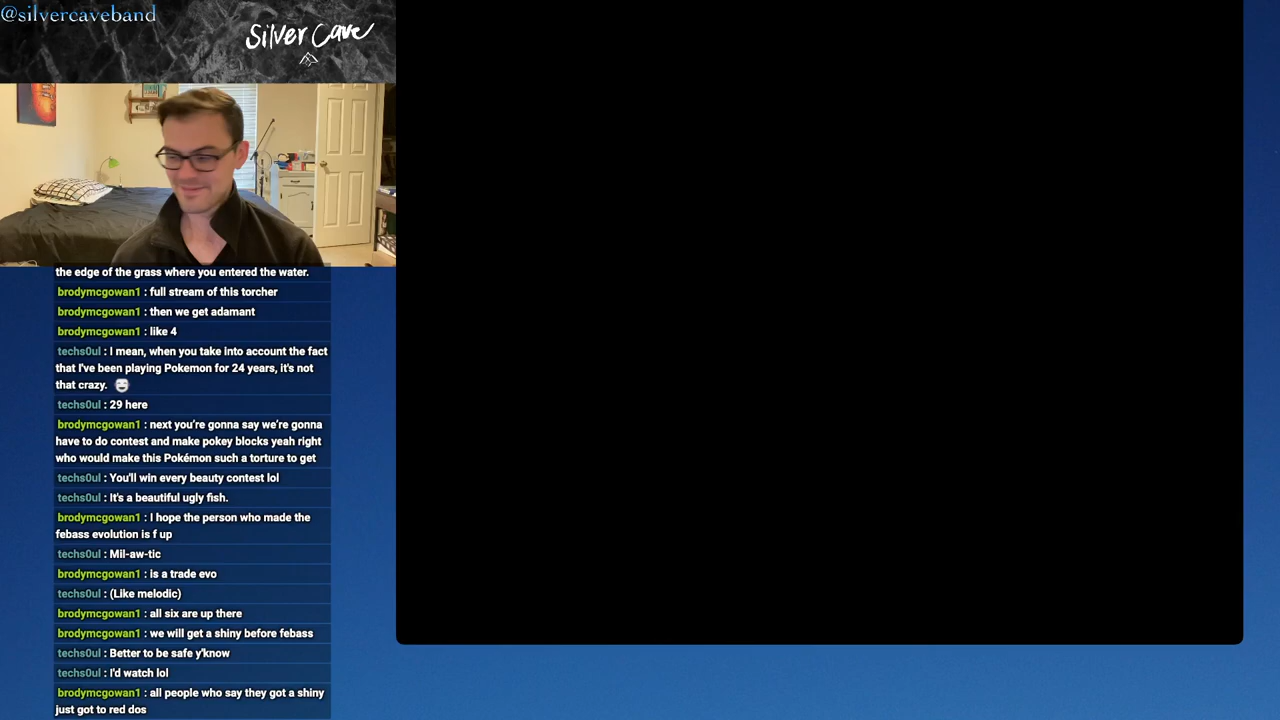 @silvercaveband
Silver Cave
the edge of the grass where you entered the water.
brodymcgowan1 : full stream of this torcher
brodymcgowan1 : then we get adamant
brodymcgowan1 : like 4
techs0ul : I mean, when you take into account the fact
that I've been playing Pokemon for 24 years, it's not
that crazy.
techs0ul : 29 here
brodymcgowan1 : next you’re gonna say we’re gonna
have to do contest and make pokey blocks yeah right
who would make this Pokémon such a torture to get
techs0ul : You'll win every beauty contest lol
techs0ul : It's a beautiful ugly fish.
brodymcgowan1 : I hope the person who made the
febass evolution is f up
techs0ul : Mil-aw-tic
brodymcgowan1 : is a trade evo
techs0ul : (Like melodic)
brodymcgowan1 : all six are up there
brodymcgowan1 : we will get a shiny before febass
techs0ul : Better to be safe y'know
techs0ul : I'd watch lol
brodymcgowan1 : all people who say they got a shiny
just got to red dos